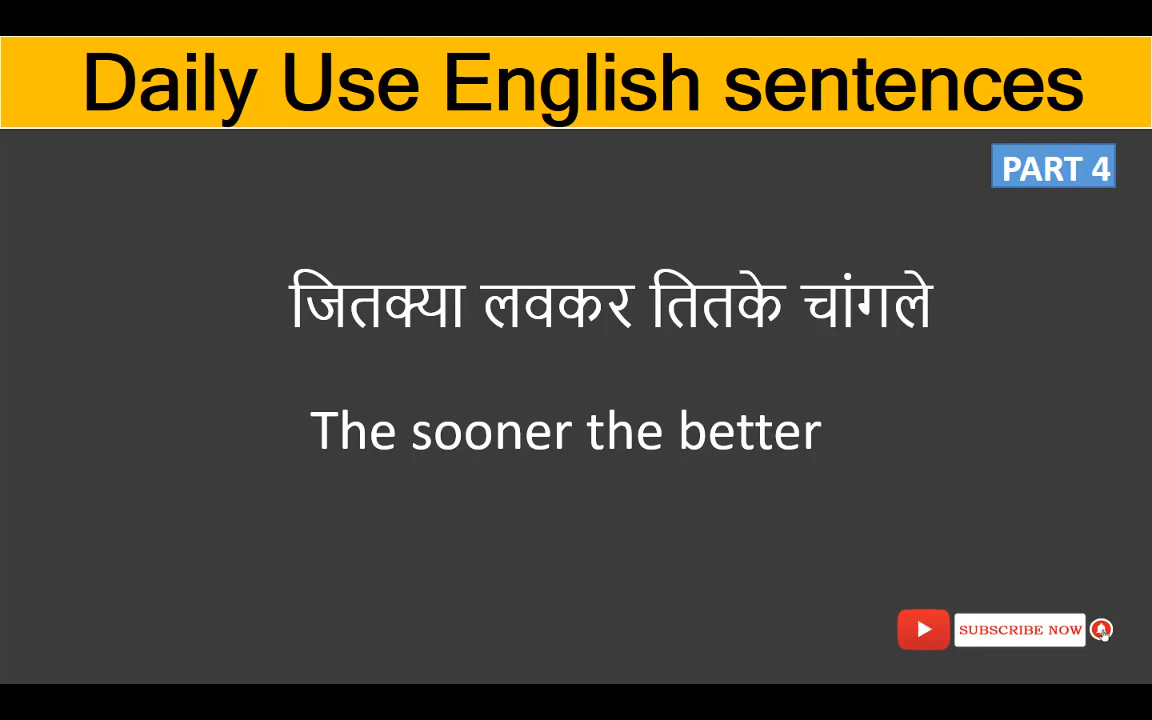 Daily Use English sentences
PART 4
जितक्या लवकर तितके चांगले
The sooner the better
SUBSCRIBE NOW